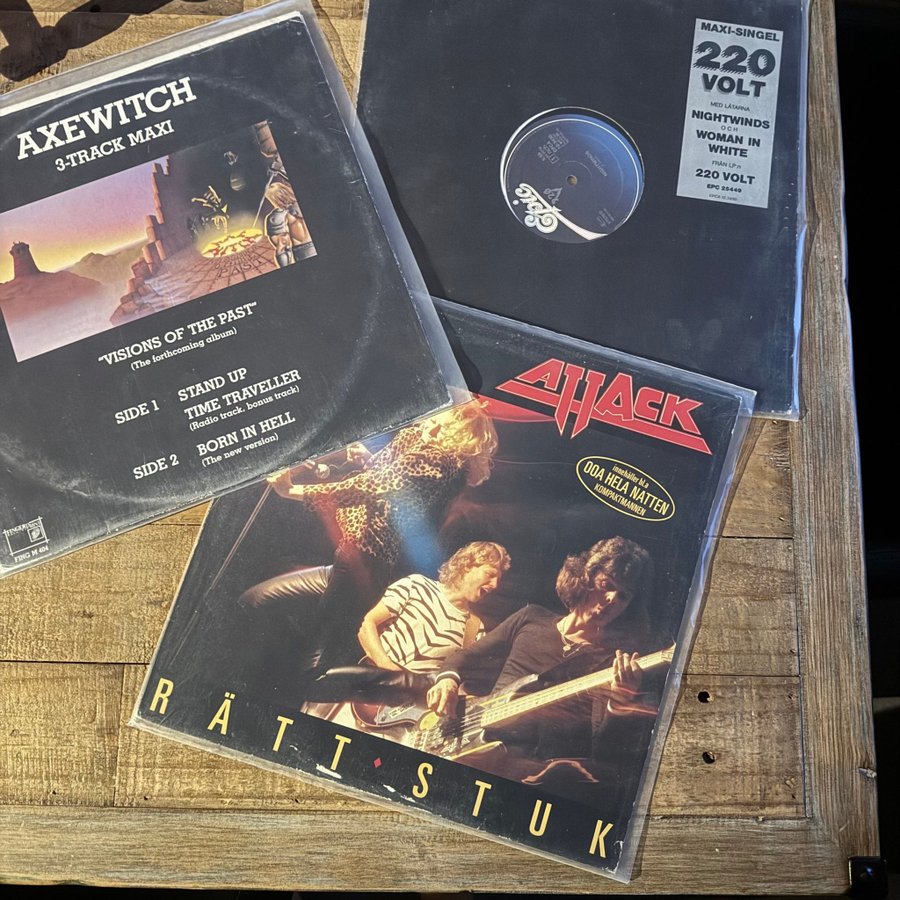 AXEWITCH
3-TRACK MAXI
"VISIONS OF THE PAST"
(The forthcoming album)
SIDE 1 STAND UP
TIME TRAVELLER
(Radio track, bonus track)
SIDE 2 BORN IN HELL
(The new version)
FING M 404
MAXI-SINGEL
220
VOLT
MED LÅTARNA
NIGHTWINDS
OCH
WOMAN IN
WHITE
FRÅN LP:n
220 VOLT
EPC 25449
Epic
ATTACK
innehåller bl.a
OOA HELA NATTEN
KOMPAKTMANNEN
RÄTT STUK